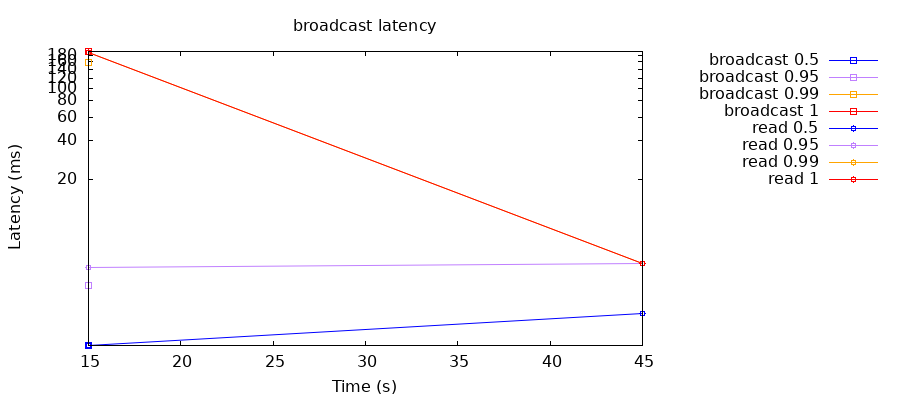 broadcast latency
180
160
140
120
100
80
60
40
20
Latency (ms)
15 20 25 30 35 40 45
Time (s)
broadcast 0.5
broadcast 0.95
broadcast 0.99
broadcast 1
read 0.5
read 0.95
read 0.99
read 1